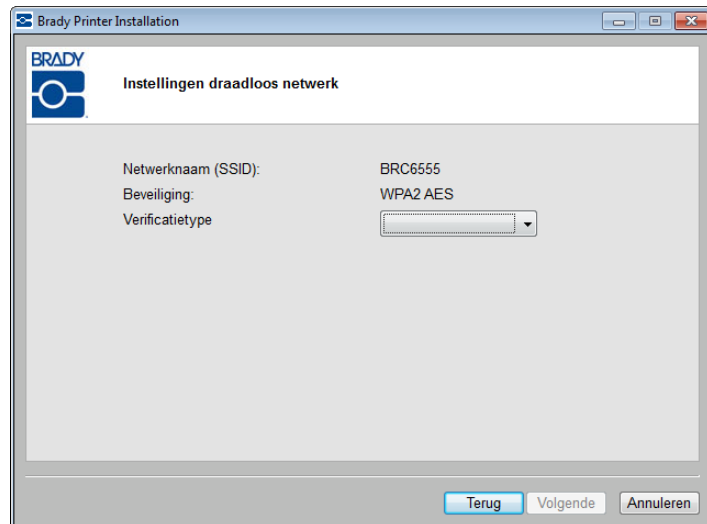 Brady Printer Installation
BRADY
Instellingen draadloos netwerk
Netwerknaam (SSID): BRC6555
Beveiliging: WPA2 AES
Verificatietype
Terug Volgende Annuleren